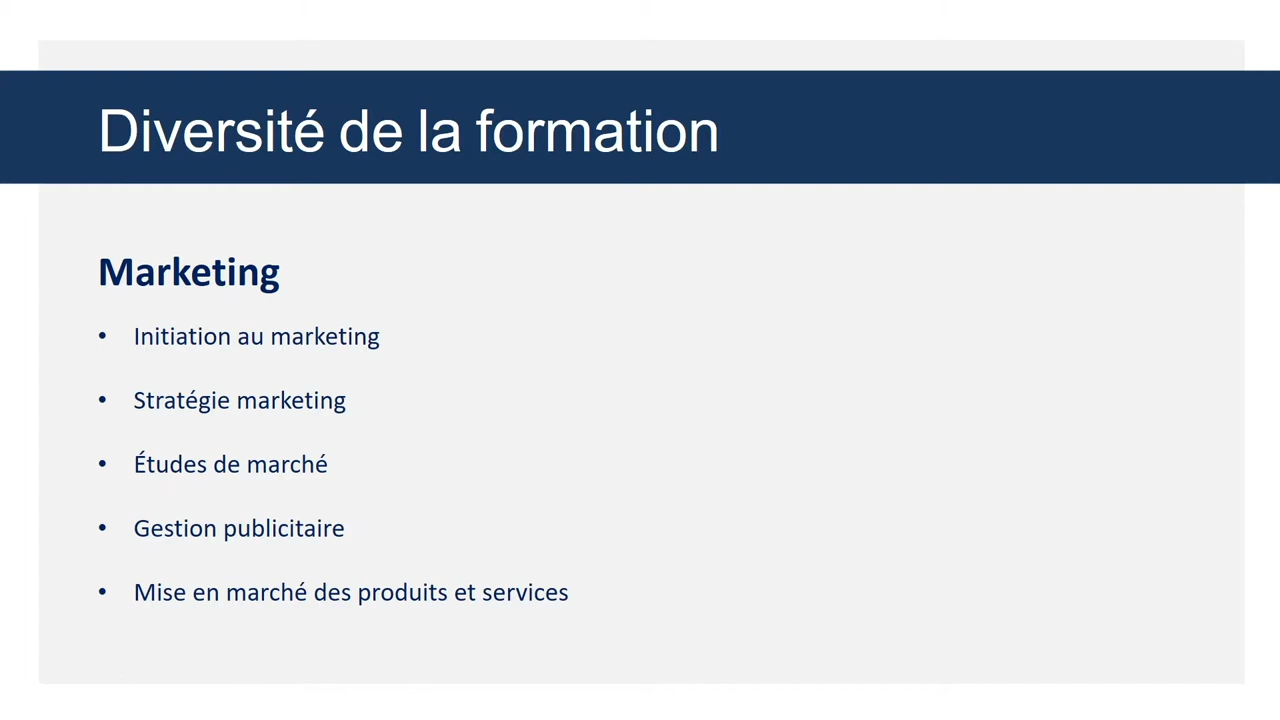 Diversité de la formation
Marketing
• Initiation au marketing
• Stratégie marketing
• Études de marché
• Gestion publicitaire
• Mise en marché des produits et services